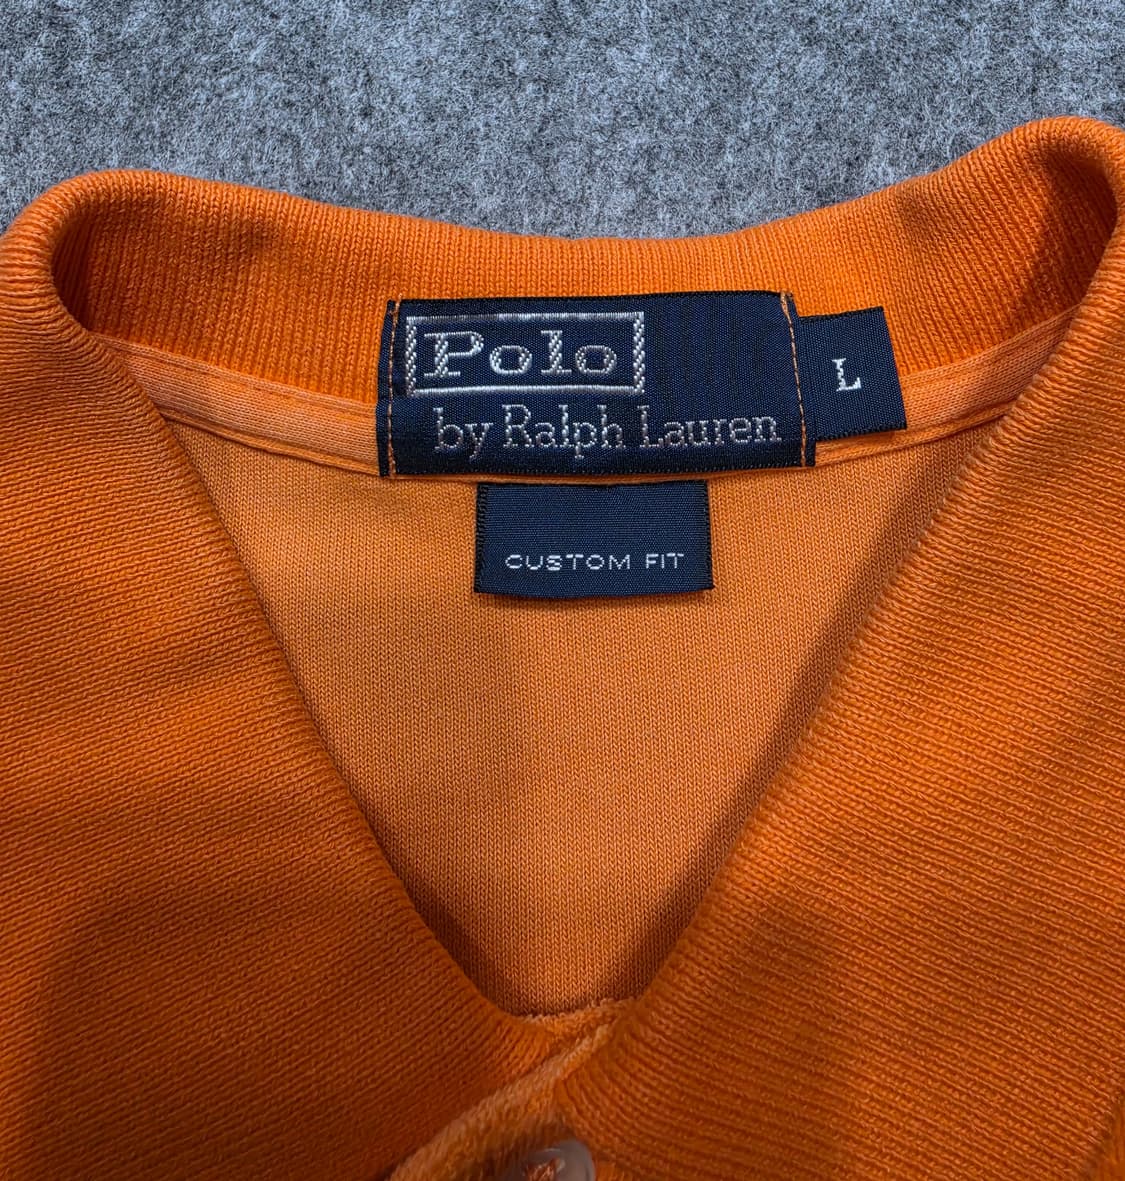 Polo
by Ralph Lauren
L
CUSTOM FIT